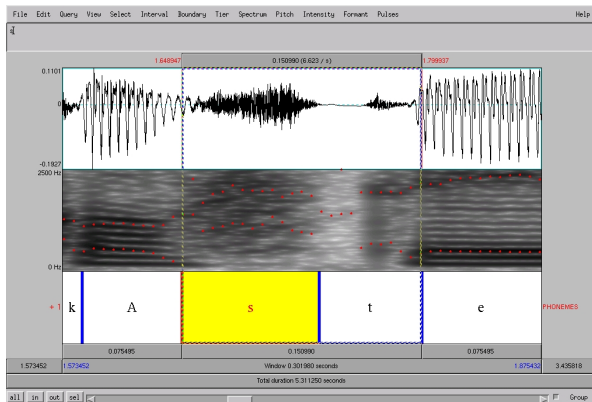 File Edit Query View Select Interval Boundary Tier Spectrum Pitch Intensity Formant Pulses Help
1.648947 0.150990 (6.623 / s) 1.799937
0.1101
0
-0.1927
2500 Hz
0 Hz
+ 1 k A s t e PHONEMES
0.075495 0.150990 0.075495
1.573452 1.573452 Window 0.301980 seconds 1.875432 3.435818
Total duration 5.311250 seconds
all in out sel Group